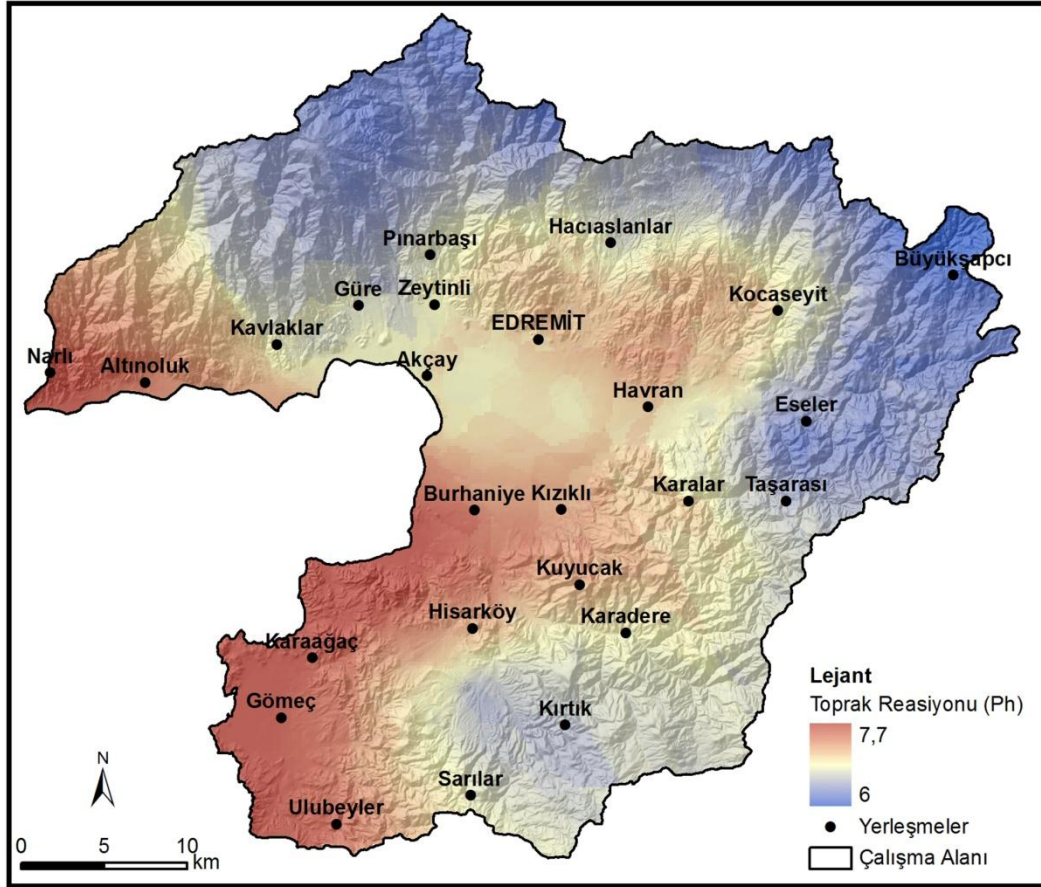 Hacıaslanlar
Pınarbaşı
Büyükşapcı
Güre
Zeytinli
Kocaseyit
EDREMİT
Kavlaklar
Narlı
Altınoluk
Akçay
Havran
Eseler
Karalar
Taşarası
Burhaniye
Kızıklı
Kuyucak
Hisarköy
Karadere
Karaağaç
Gömeç
Kırtık
Sarılar
Ulubeyler
Lejant
Toprak Reasiyonu (Ph)
7,7
6
Yerleşmeler
Çalışma Alanı
N
0 5 10
km